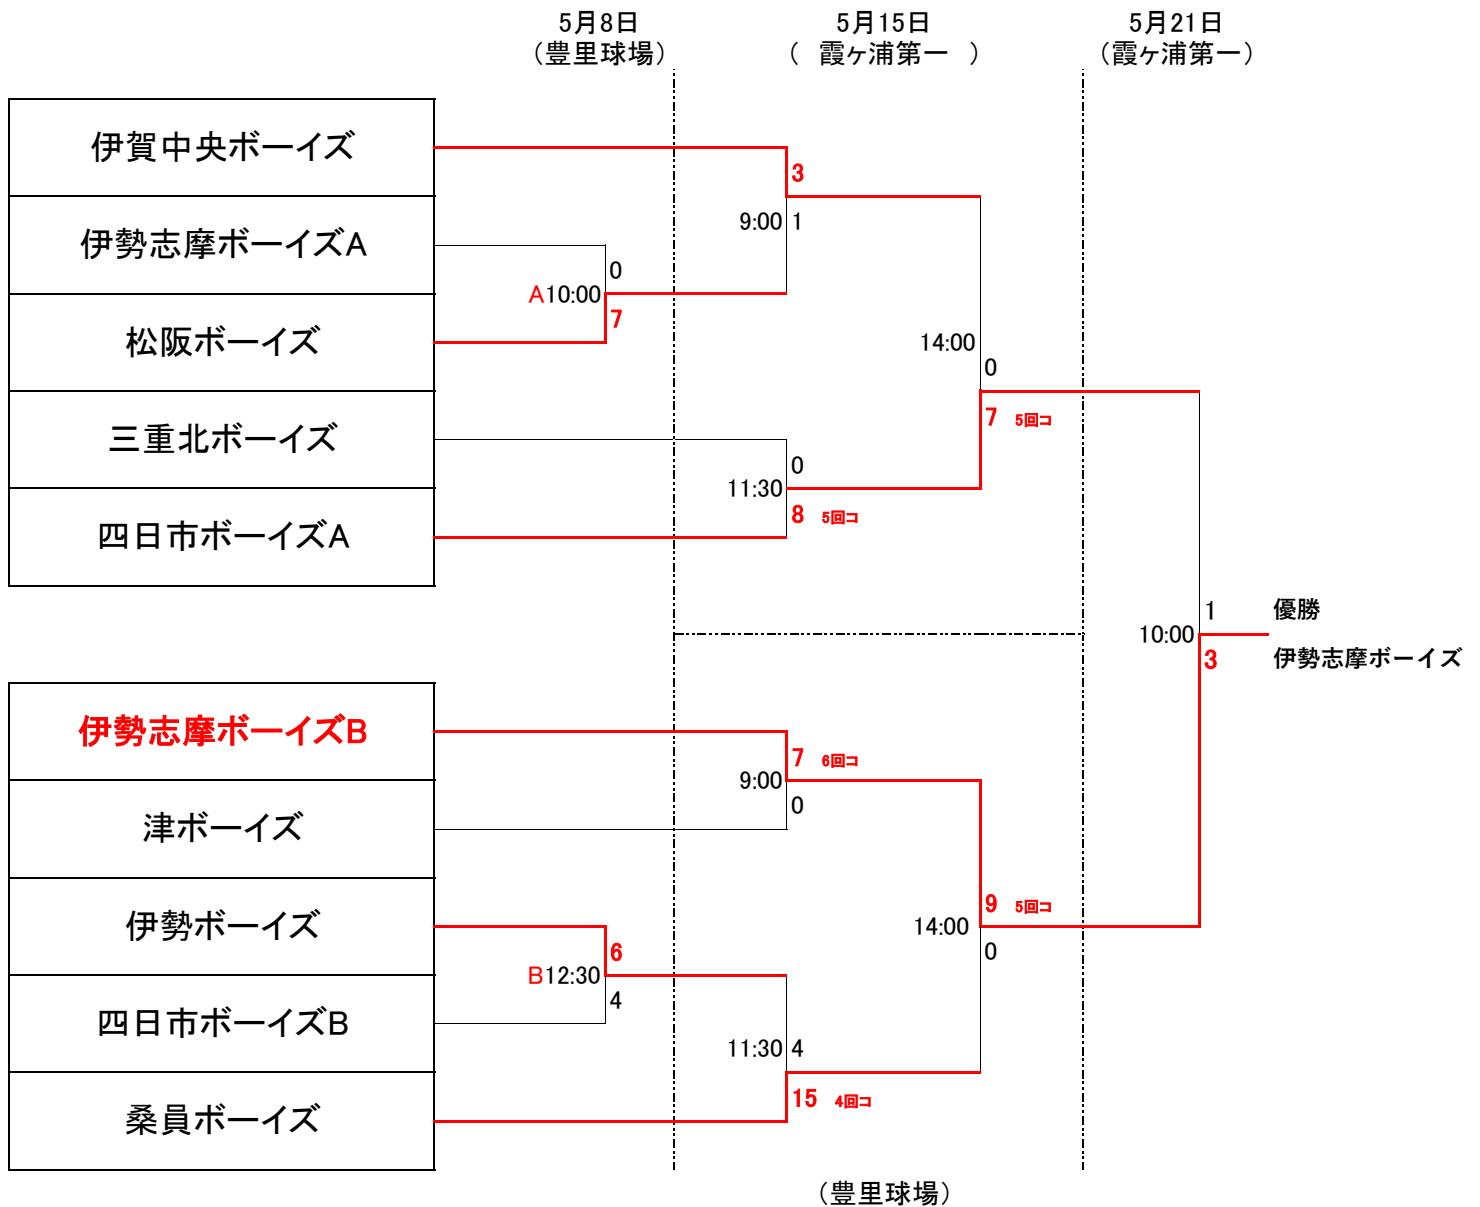 5月8日
（豊里球場）
5月15日
（　霞ヶ浦第一　）
5月21日
（霞ヶ浦第一）
伊賀中央ボーイズ
3
9:00 1
伊勢志摩ボーイズA
0
A10:00
7
松阪ボーイズ
14:00
0
7 5回コ
三重北ボーイズ
0
11:30
8 5回コ
四日市ボーイズA
1 優勝
10:00
3 伊勢志摩ボーイズ
伊勢志摩ボーイズB
7 6回コ
9:00
0
津ボーイズ
9 5回コ
14:00
0
伊勢ボーイズ
6
B12:30
4
四日市ボーイズB
11:30 4
15 4回コ
桑員ボーイズ
（豊里球場）